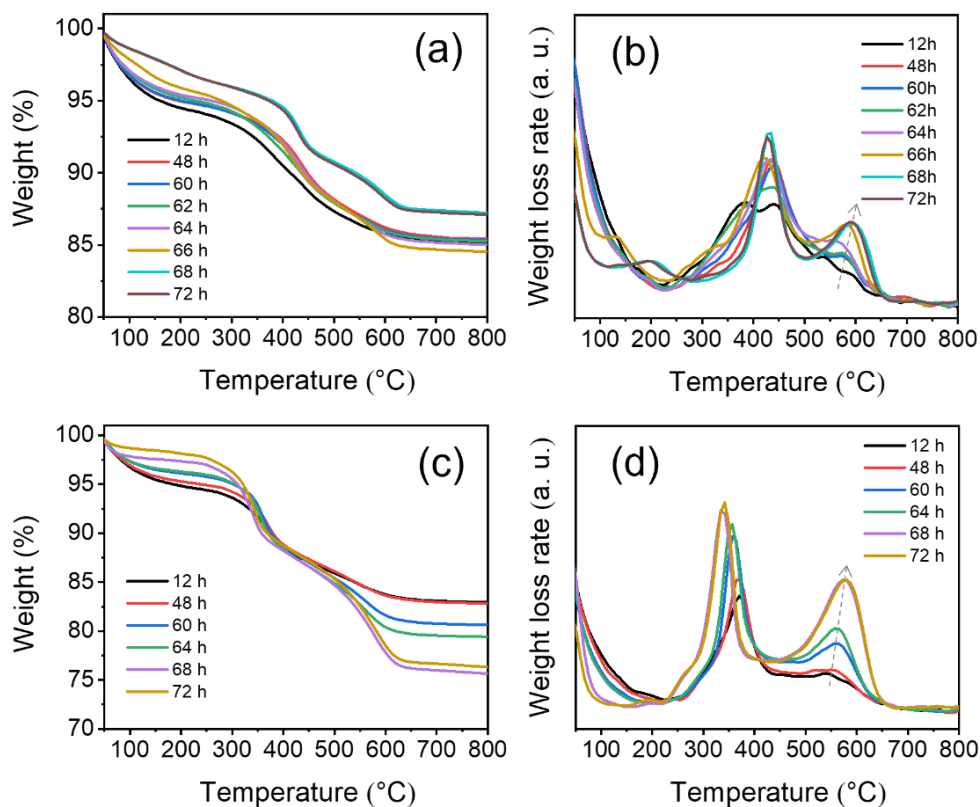 (a)
Weight (%)
100
95
90
85
80
12 h
48 h
60 h
62 h
64 h
66 h
68 h
72 h
100 200 300 400 500 600 700 800
Temperature (°C)
(b)
Weight loss rate (a. u.)
12h
48h
60h
62h
64h
66h
68h
72h
100 200 300 400 500 600 700 800
Temperature (°C)
(c)
Weight (%)
100
95
90
85
80
75
70
12 h
48 h
60 h
64 h
68 h
72 h
100 200 300 400 500 600 700 800
Temperature (°C)
(d)
Weight loss rate (a. u.)
12 h
48 h
60 h
64 h
68 h
72 h
100 200 300 400 500 600 700 800
Temperature (°C)